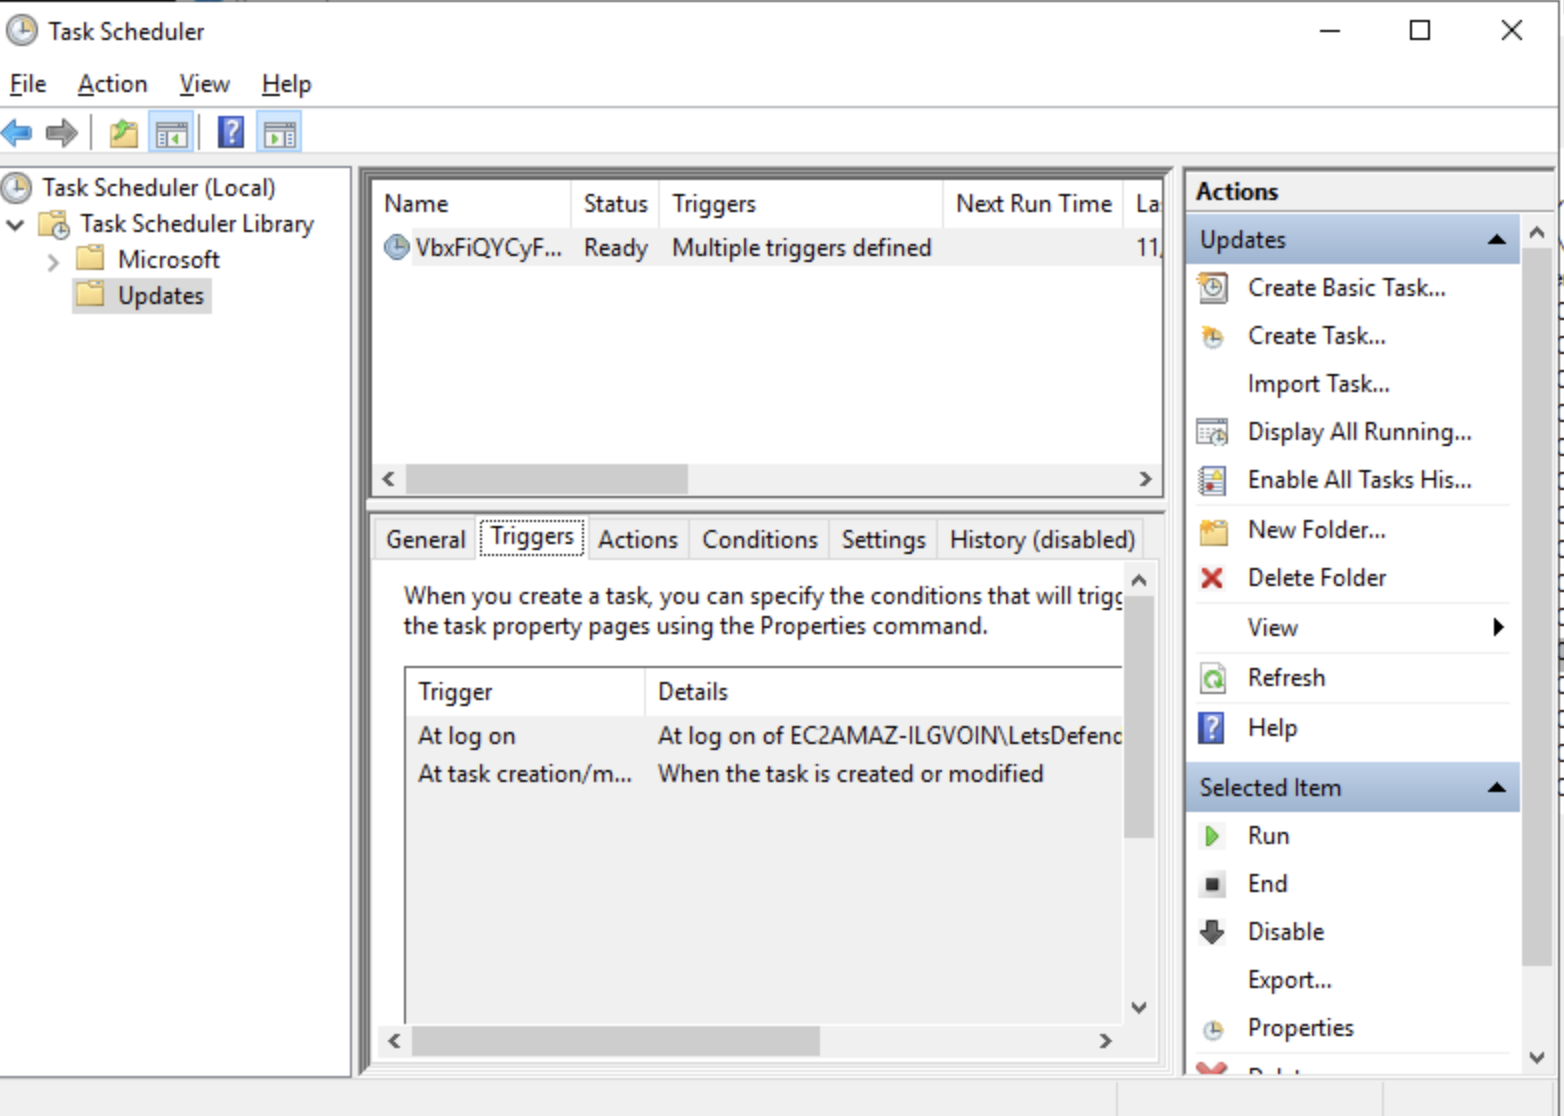 Task Scheduler
File Action View Help
Task Scheduler (Local)
Task Scheduler Library
Microsoft
Updates
Name Status Triggers Next Run Time La
VbxFiQYCyF... Ready Multiple triggers defined 11/
General Triggers Actions Conditions Settings History (disabled)
When you create a task, you can specify the conditions that will trigg
the task property pages using the Properties command.
Trigger Details
At log on At log on of EC2AMAZ-ILGVOIN\LetsDefend
At task creation/m... When the task is created or modified
Actions
Updates
Create Basic Task...
Create Task...
Import Task...
Display All Running...
Enable All Tasks His...
New Folder...
Delete Folder
View
Refresh
Help
Selected Item
Run
End
Disable
Export...
Properties